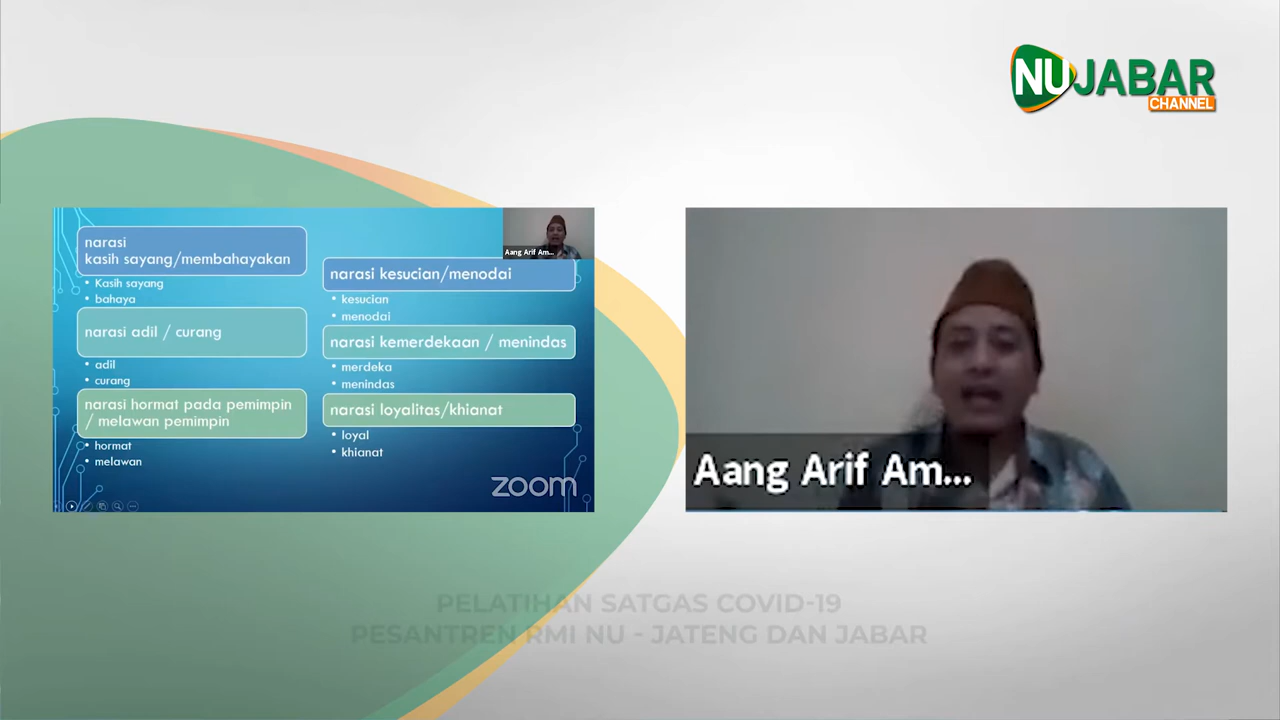 NU JABAR
CHANNEL
narasi
kasih sayang/membahayakan
• Kasih sayang
• bahaya
narasi adil / curang
• adil
• curang
narasi hormat pada pemimpin
/ melawan pemimpin
• hormat
• melawan
Aang Arif Am...
narasi kesucian/menodai
• kesucian
• menodai
narasi kemerdekaan / menindas
• merdeka
• menindas
narasi loyalitas/khianat
• loyal
• khianat
zoom
Aang Arif Am...
PELATIHAN SATGAS COVID-19
PESANTREN RMI NU - JATENG DAN JABAR